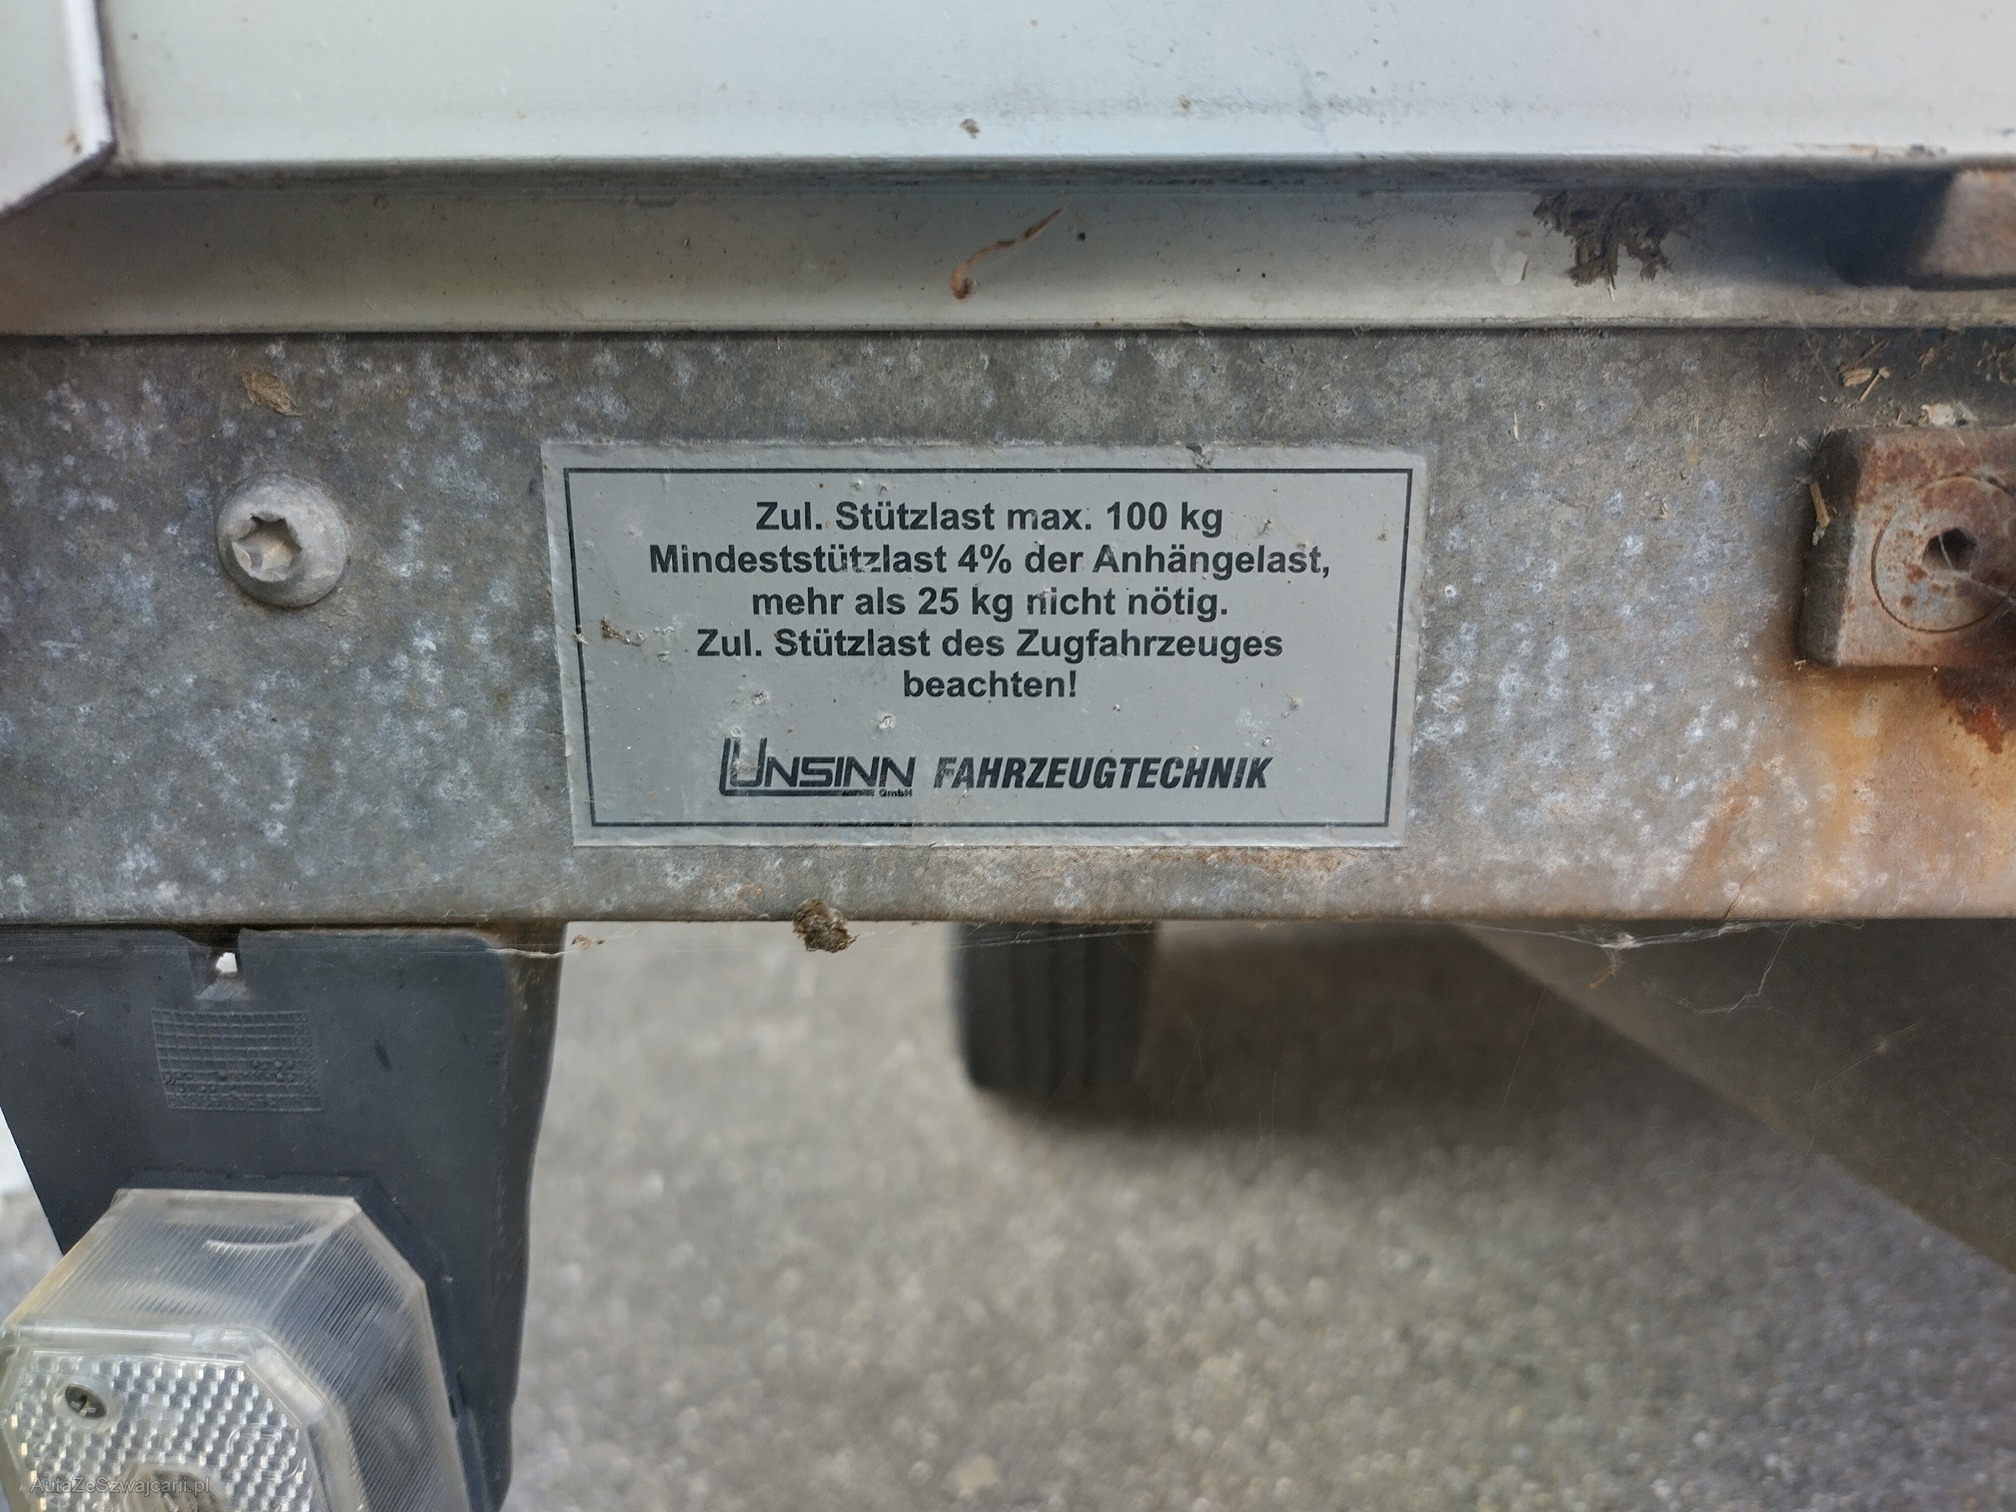 Zul. Stützlast max. 100 kg
Mindeststützlast 4% der Anhängelast,
mehr als 25 kg nicht nötig.
Zul. Stützlast des Zugfahrzeuges
beachten!
UNSINN GmbH FAHRZEUGTECHNIK
AutaZeSzwajcarii.pl